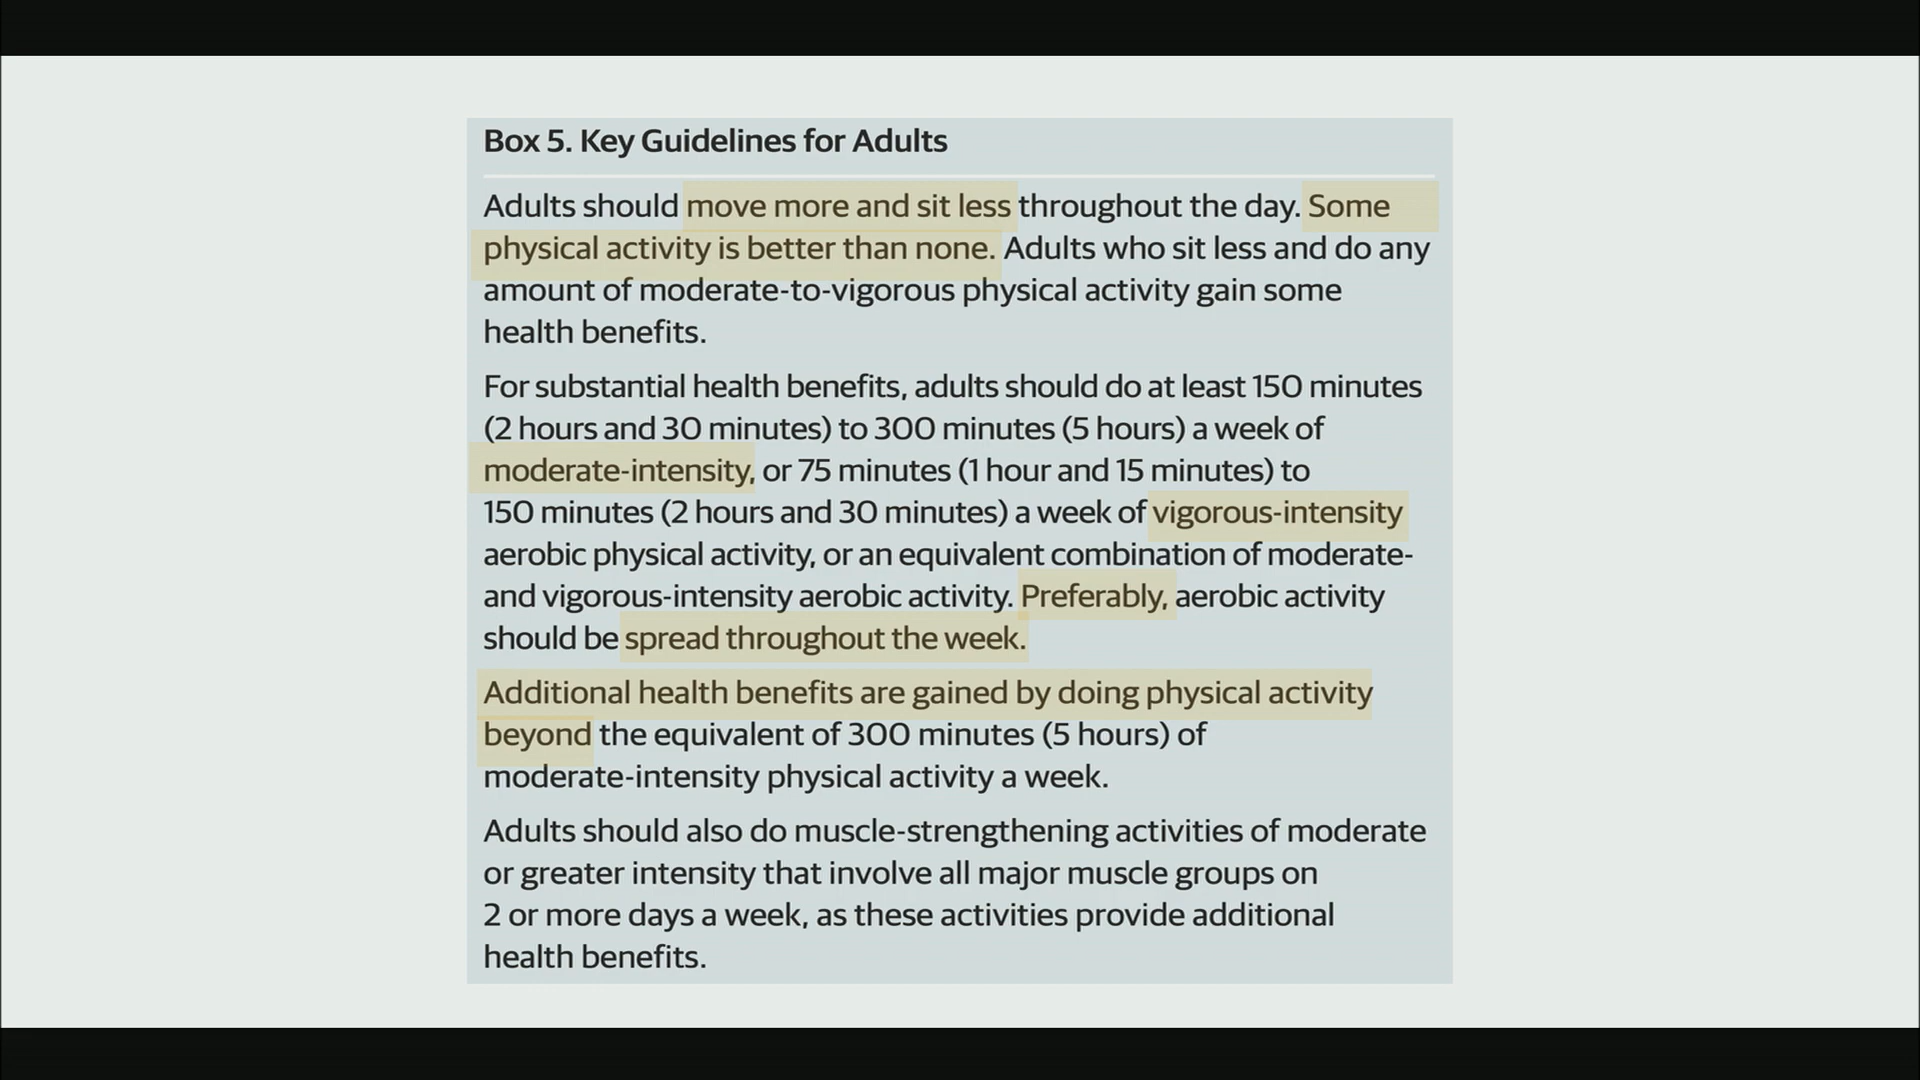 Box 5. Key Guidelines for Adults
Adults should move more and sit less throughout the day. Some
physical activity is better than none. Adults who sit less and do any
amount of moderate-to-vigorous physical activity gain some
health benefits.
For substantial health benefits, adults should do at least 150 minutes
(2 hours and 30 minutes) to 300 minutes (5 hours) a week of
moderate-intensity, or 75 minutes (1 hour and 15 minutes) to
150 minutes (2 hours and 30 minutes) a week of vigorous-intensity
aerobic physical activity, or an equivalent combination of moderate-
and vigorous-intensity aerobic activity. Preferably, aerobic activity
should be spread throughout the week.
Additional health benefits are gained by doing physical activity
beyond the equivalent of 300 minutes (5 hours) of
moderate-intensity physical activity a week.
Adults should also do muscle-strengthening activities of moderate
or greater intensity that involve all major muscle groups on
2 or more days a week, as these activities provide additional
health benefits.